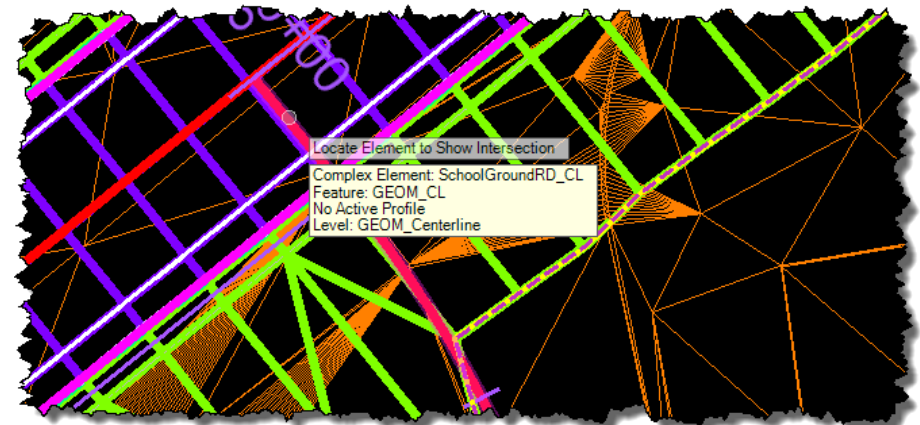 Locate Element to Show Intersection
Complex Element: SchoolGroundRD_CL
Feature: GEOM_CL
No Active Profile
Level: GEOM_Centerline